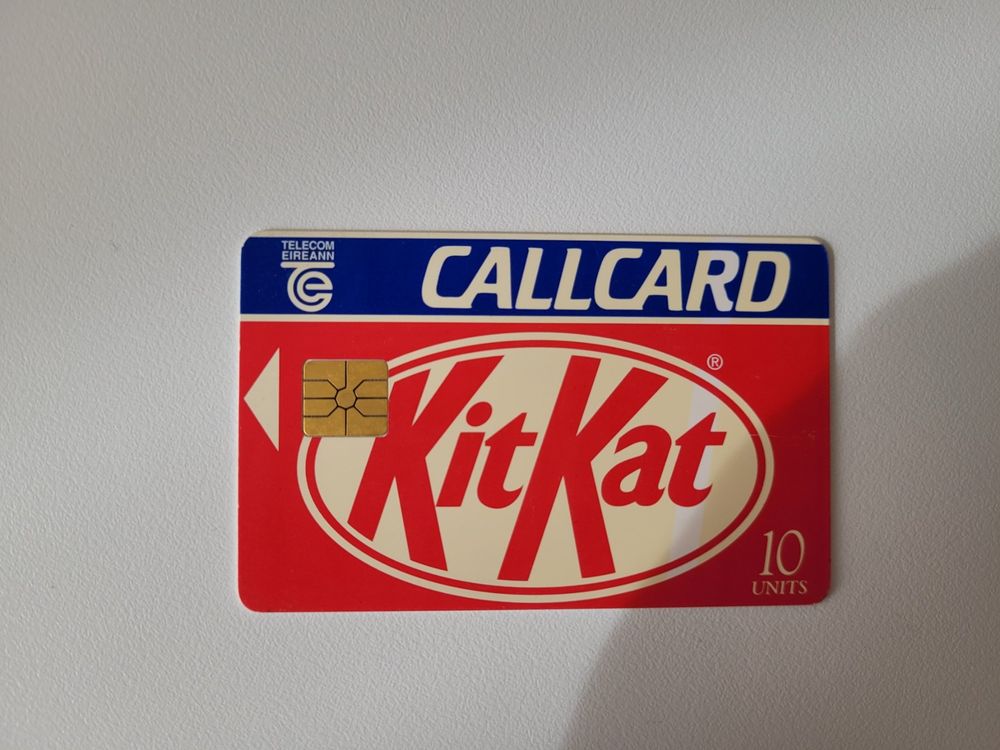 TELECOM
EIREANN
CALLCARD
KitKat ®
10
UNITS